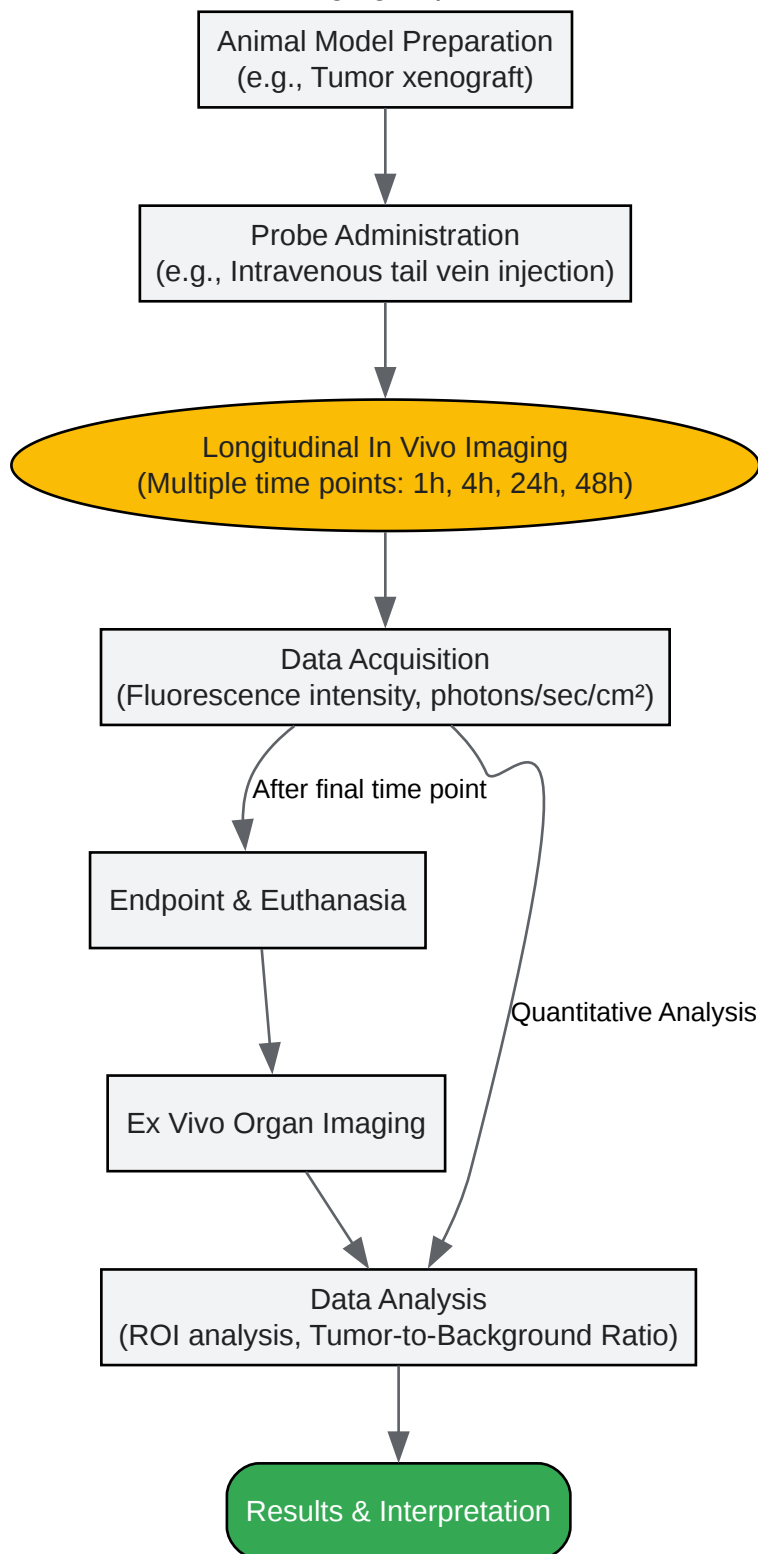 Animal Model Preparation
(e.g., Tumor xenograft)
Probe Administration
(e.g., Intravenous tail vein injection)
Longitudinal In Vivo Imaging
(Multiple time points: 1h, 4h, 24h, 48h)
Data Acquisition
(Fluorescence intensity, photons/sec/cm²)
After final time point
Endpoint & Euthanasia
Quantitative Analysis
Ex Vivo Organ Imaging
Data Analysis
(ROI analysis, Tumor-to-Background Ratio)
Results & Interpretation